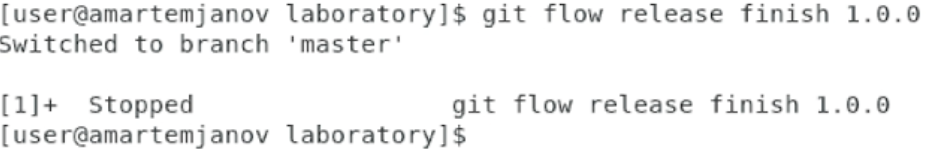 [user@amartemjanov laboratory]$ git flow release finish 1.0.0
Switched to branch 'master'
[1]+  Stopped                 git flow release finish 1.0.0
[user@amartemjanov laboratory]$